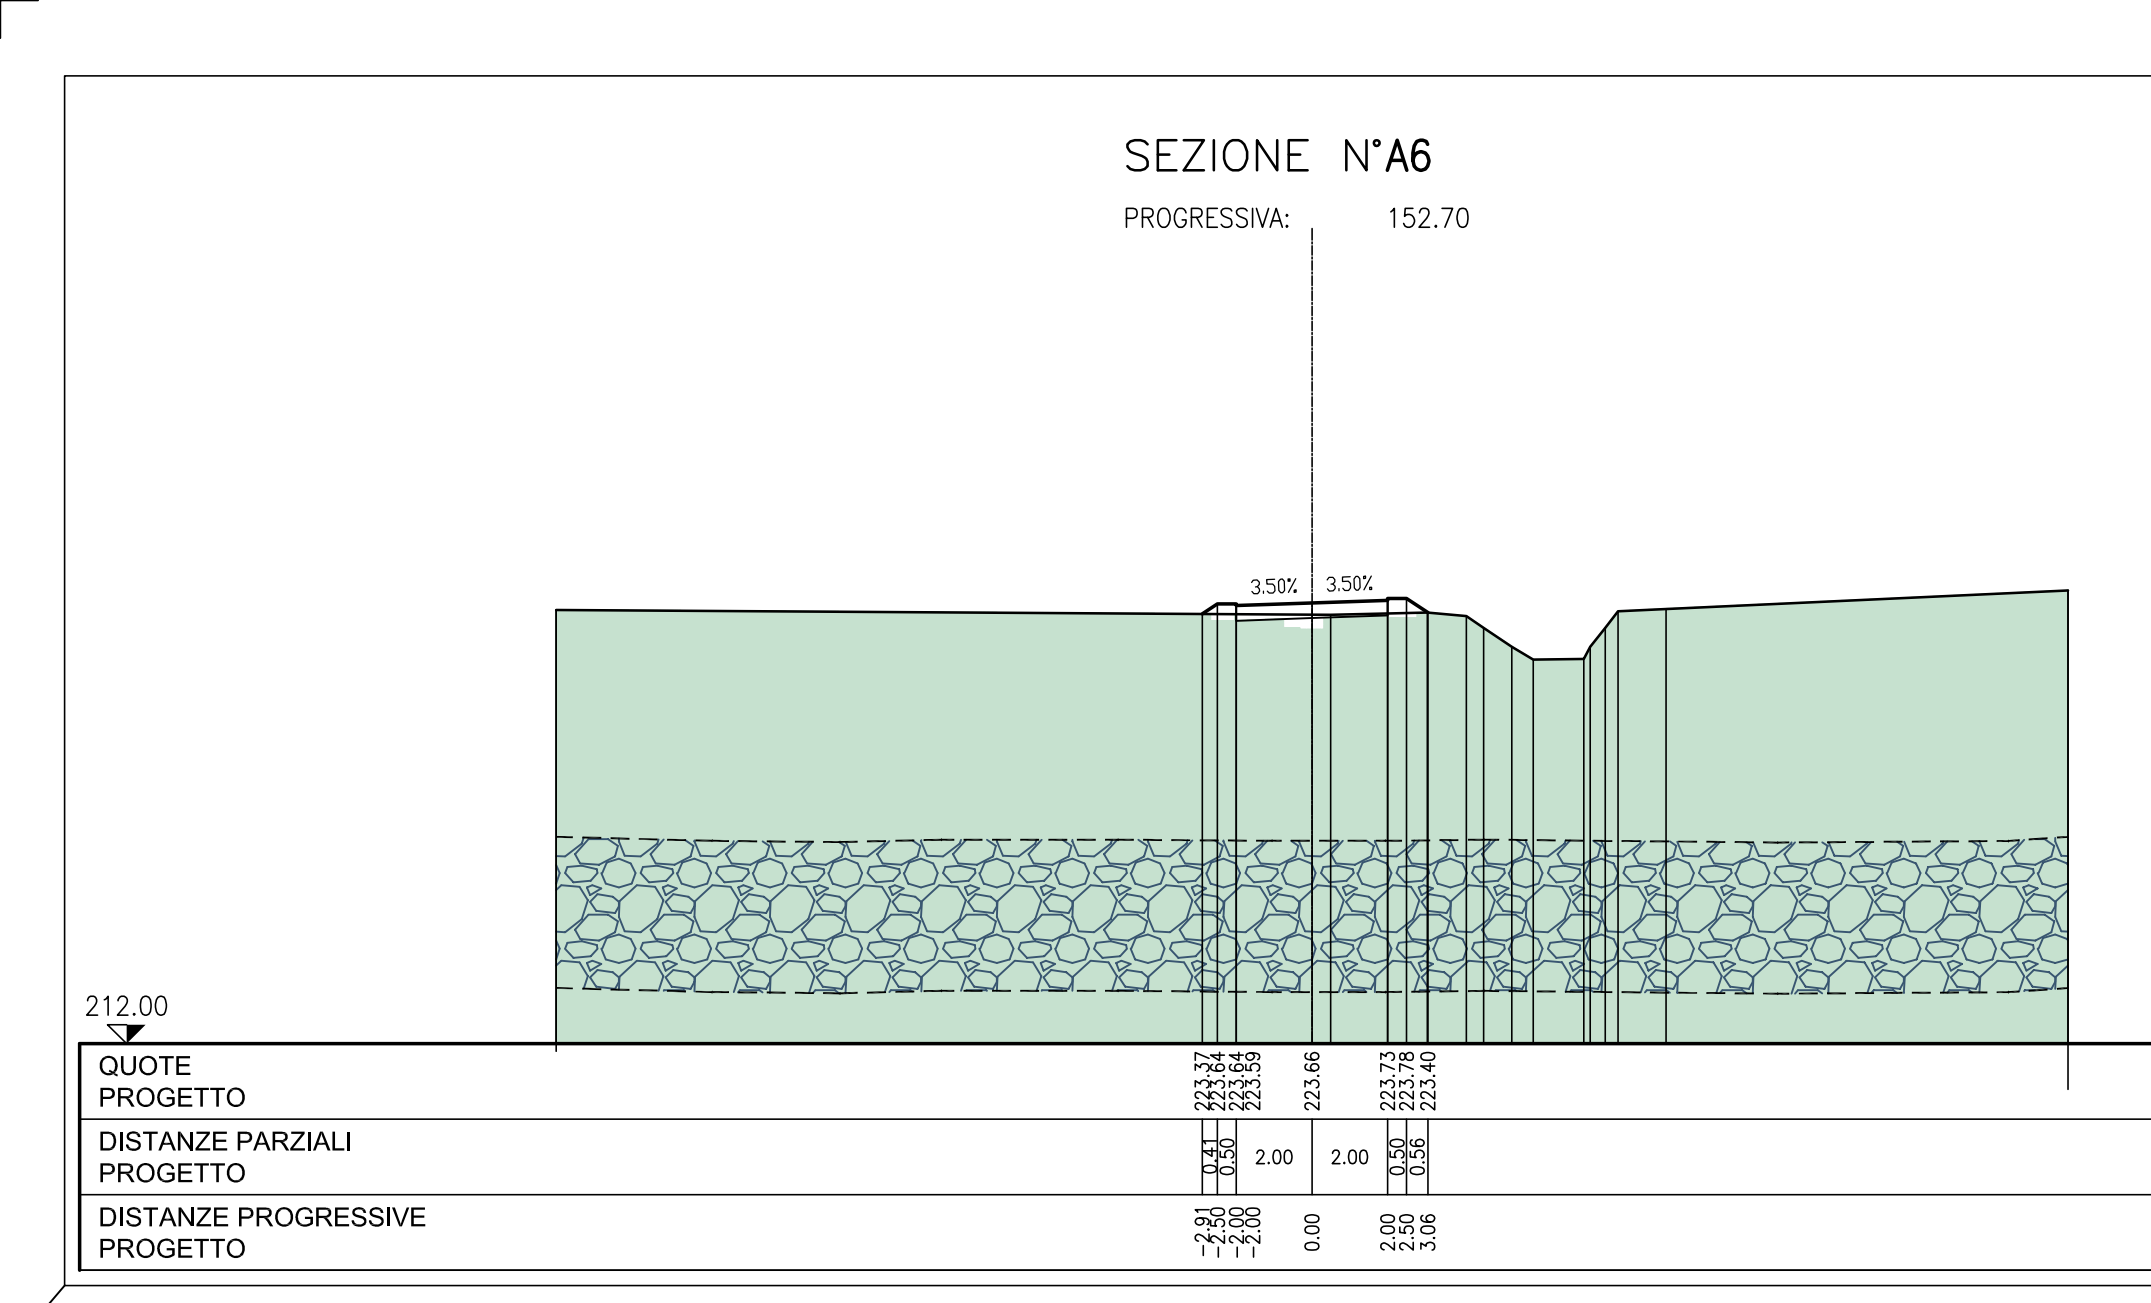 SEZIONE N°A6
PROGRESSIVA: 152.70
3.50% 3.50%
212.00
QUOTE
PROGETTO
223.37 223.64 223.64 223.59 223.66 223.73 223.78 223.40
DISTANZE PARZIALI
PROGETTO
0.41 0.50 2.00 2.00 0.50 0.56
DISTANZE PROGRESSIVE
PROGETTO
-2.91 -2.50 -2.00 -2.00 0.00 2.00 2.50 3.06